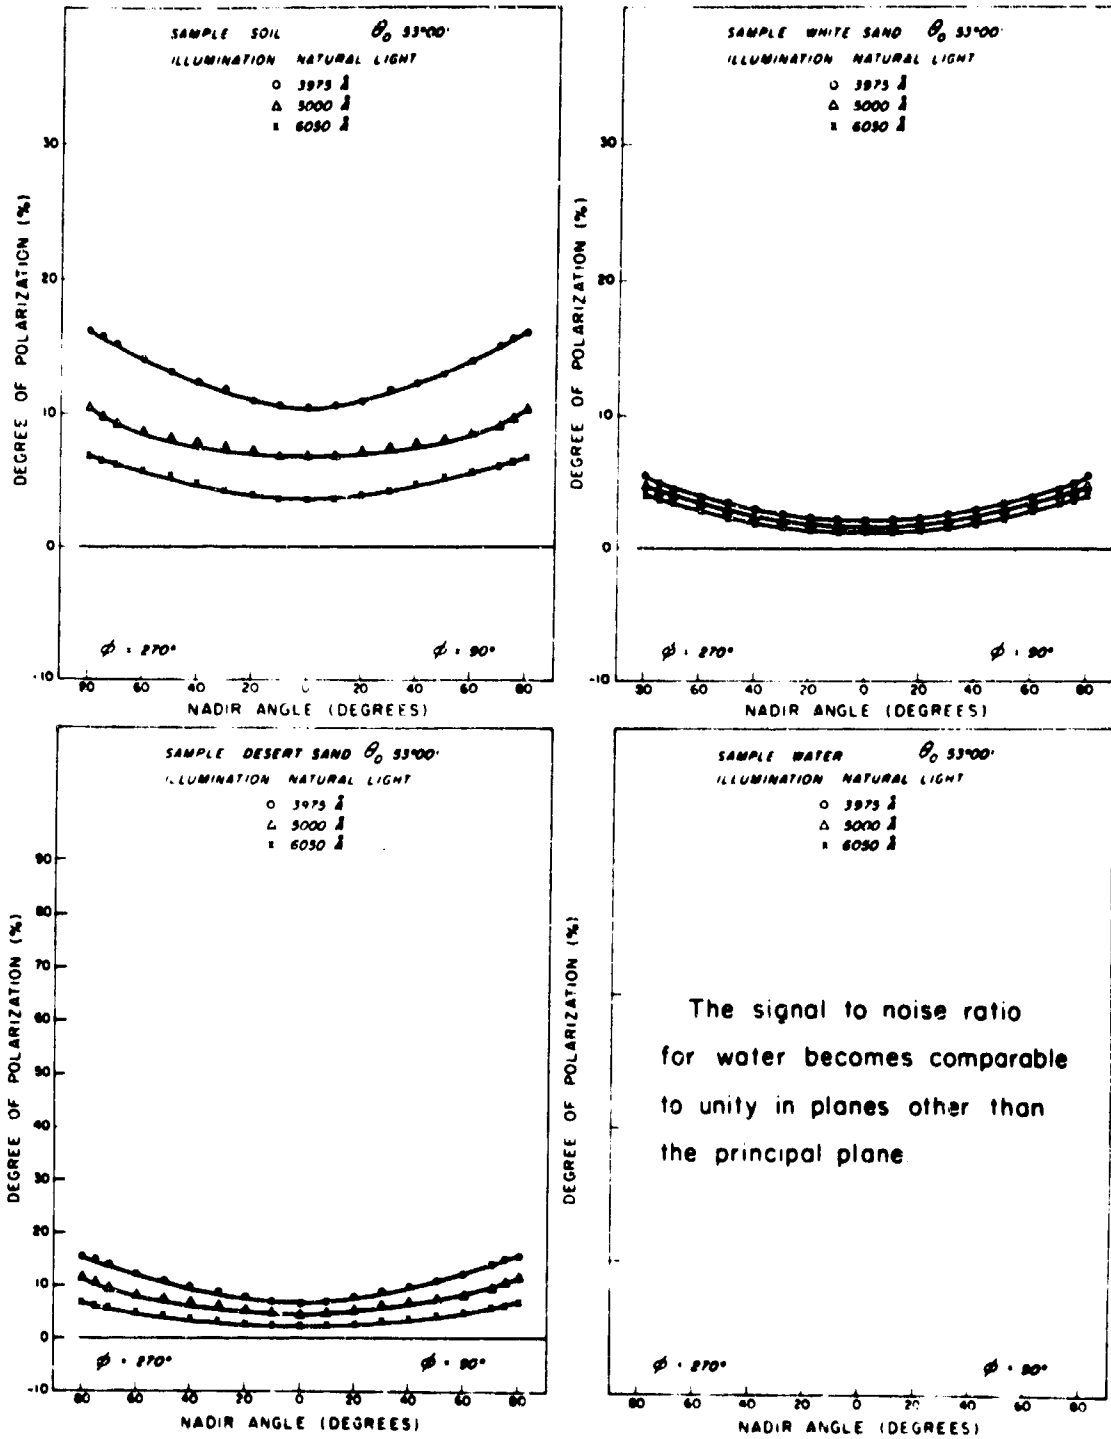 SAMPLE SOIL θ₀ 53°00'
ILLUMINATION NATURAL LIGHT
○ 3975 Å
△ 5000 Å
× 6050 Å
DEGREE OF POLARIZATION (%)
30
20
10
0
-10
ϕ = 270°
ϕ = 90°
80 60 40 20 0 20 40 60 80
NADIR ANGLE (DEGREES)
SAMPLE WHITE SAND θ₀ 53°00'
ILLUMINATION NATURAL LIGHT
○ 3975 Å
△ 5000 Å
× 6050 Å
DEGREE OF POLARIZATION (%)
30
20
10
0
-10
ϕ = 270°
ϕ = 90°
80 60 40 20 0 20 40 60 80
NADIR ANGLE (DEGREES)
SAMPLE DESERT SAND θ₀ 53°00'
ILLUMINATION NATURAL LIGHT
○ 3975 Å
△ 5000 Å
× 6050 Å
DEGREE OF POLARIZATION (%)
90
80
70
60
50
40
30
20
10
0
-10
ϕ = 270°
ϕ = 90°
80 60 40 20 0 20 40 60 80
NADIR ANGLE (DEGREES)
SAMPLE WATER θ₀ 53°00'
ILLUMINATION NATURAL LIGHT
○ 3975 Å
△ 5000 Å
× 6050 Å
DEGREE OF POLARIZATION (%)
The signal to noise ratio
for water becomes comparable
to unity in planes other than
the principal plane
ϕ = 270°
ϕ = 90°
80 60 40 20 0 20 40 60 80
NADIR ANGLE (DEGREES)